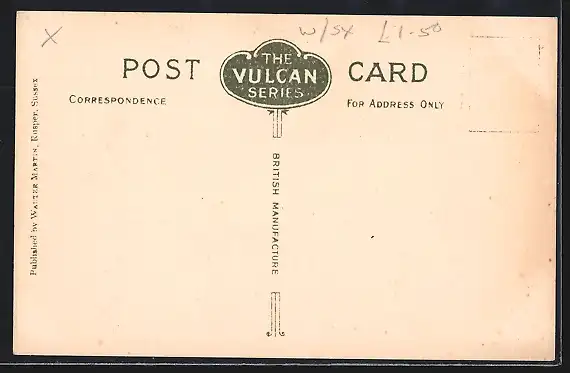 X
W/SX £1-50
POST CARD
THE
VULCAN
SERIES
CORRESPONDENCE
FOR ADDRESS ONLY
BRITISH MANUFACTURE
Published by WALTER MARTIN, Rusper, Sussex